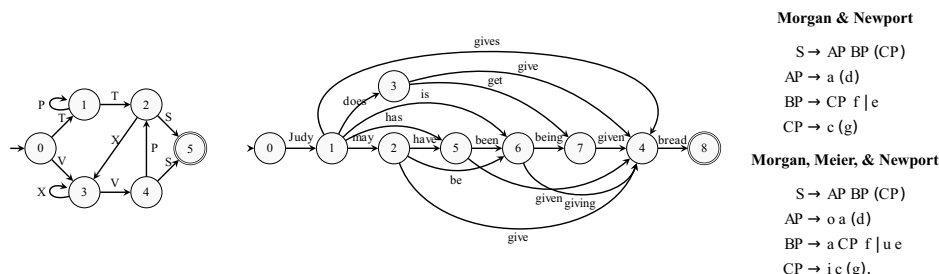 P
T
T
V
X
X
P
V
S
S
0
1
2
3
4
5
Judy
gives
does
is
has
may
give
get
have
been
being
given
bread
be
given
giving
give
0
1
2
3
5
6
7
4
8
Morgan & Newport
S → AP BP (CP)
AP → a (d)
BP → CP f | e
CP → c (g)
Morgan, Meier, & Newport
S → AP BP (CP)
AP → o a (d)
BP → a CP f | u e
CP → i c (g).